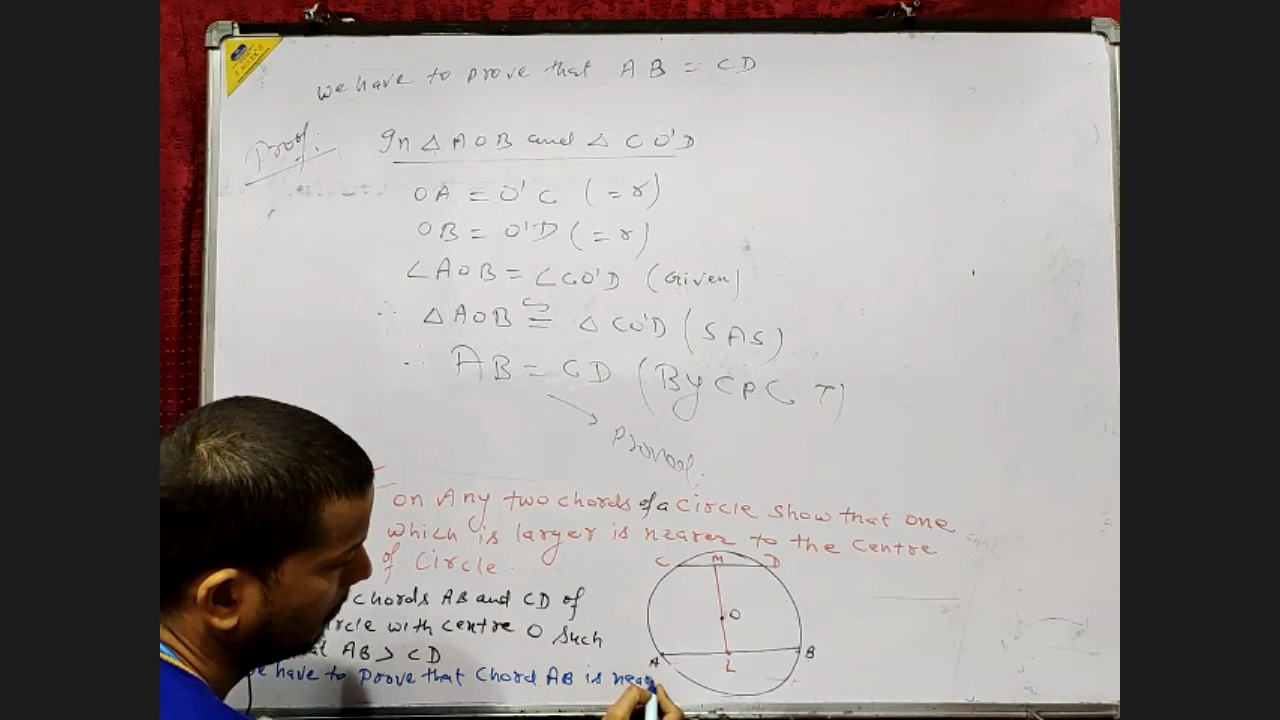 we have to prove that AB = CD
Proof:
In △AOB and △CO'D
OA = O'C (=r)
OB = O'D (=r)
∠AOB = ∠CO'D (Given)
∴ △AOB ≅ △CO'D (SAS)
∴ AB = CD (By CPCT)
Proved.
on Any two chords of a circle show that one
which is larger is nearer to the centre
of circle.
chords AB and CD of
with centre O such
AB > CD
have to prove that chord AB is near
C M D
O
A L B